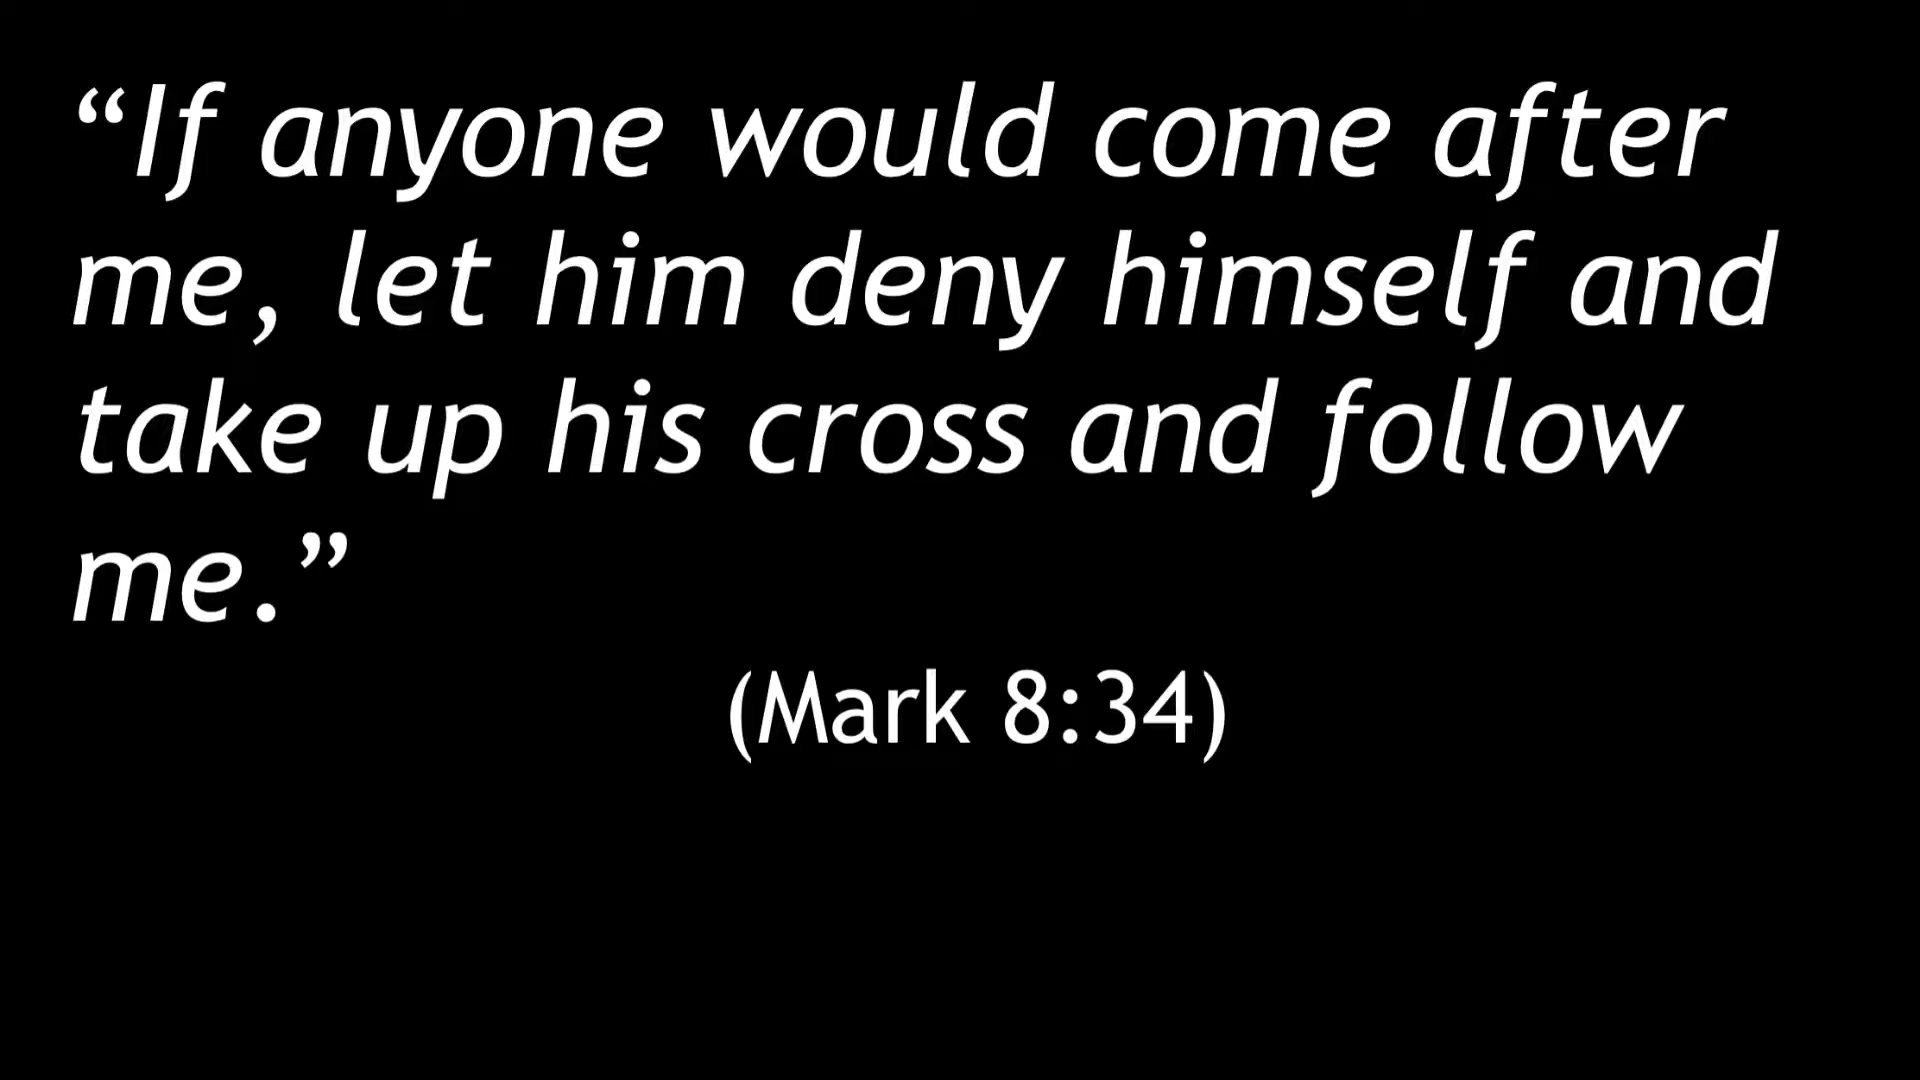 “If anyone would come after
me, let him deny himself and
take up his cross and follow
me.”
(Mark 8:34)